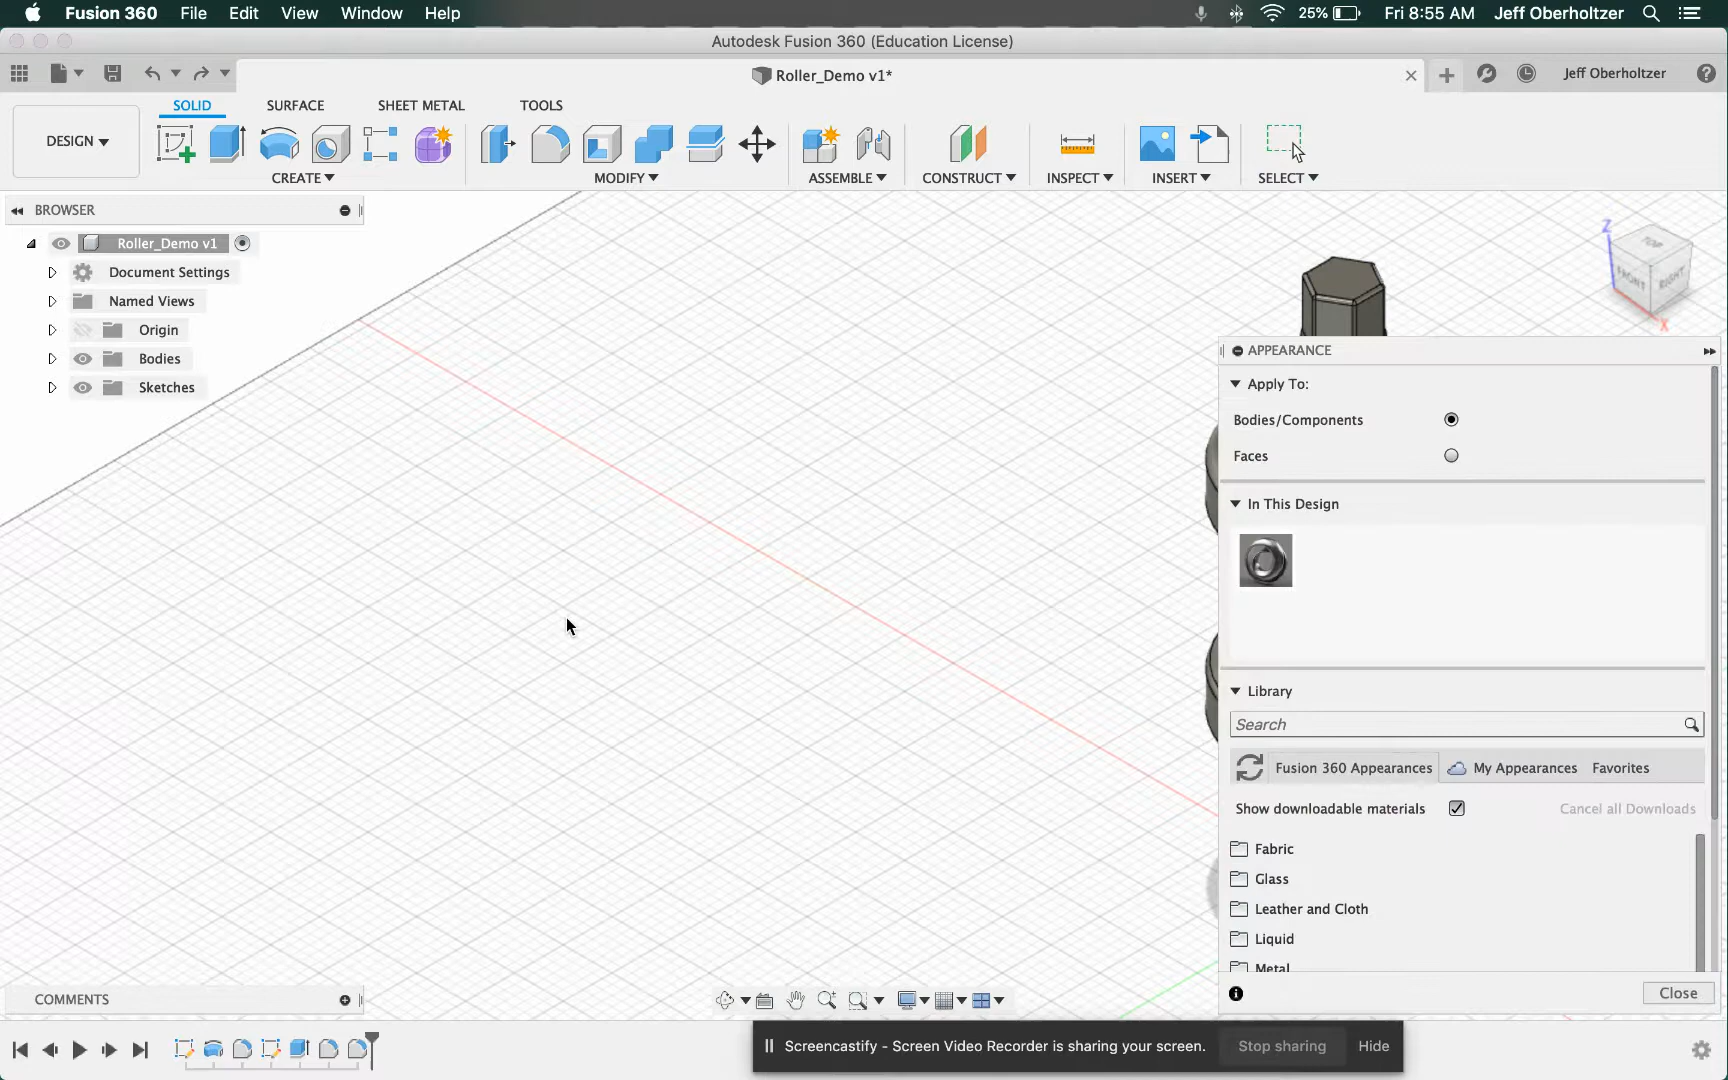 Fusion 360 File Edit View Window Help 25% Fri 8:55 AM Jeff Oberholtzer
Autodesk Fusion 360 (Education License)
Roller_Demo v1* Jeff Oberholtzer
SOLID SURFACE SHEET METAL TOOLS
DESIGN
CREATE MODIFY ASSEMBLE CONSTRUCT INSPECT INSERT SELECT
BROWSER
Roller_Demo v1
Document Settings
Named Views
Origin
Bodies
Sketches
Z
TOP
FRONT
RIGHT
X
APPEARANCE
Apply To:
Bodies/Components
Faces
In This Design
Library
Search
Fusion 360 Appearances My Appearances Favorites
Show downloadable materials Cancel all Downloads
Fabric
Glass
Leather and Cloth
Liquid
Metal
Close
COMMENTS
Screencastify - Screen Video Recorder is sharing your screen. Stop sharing Hide